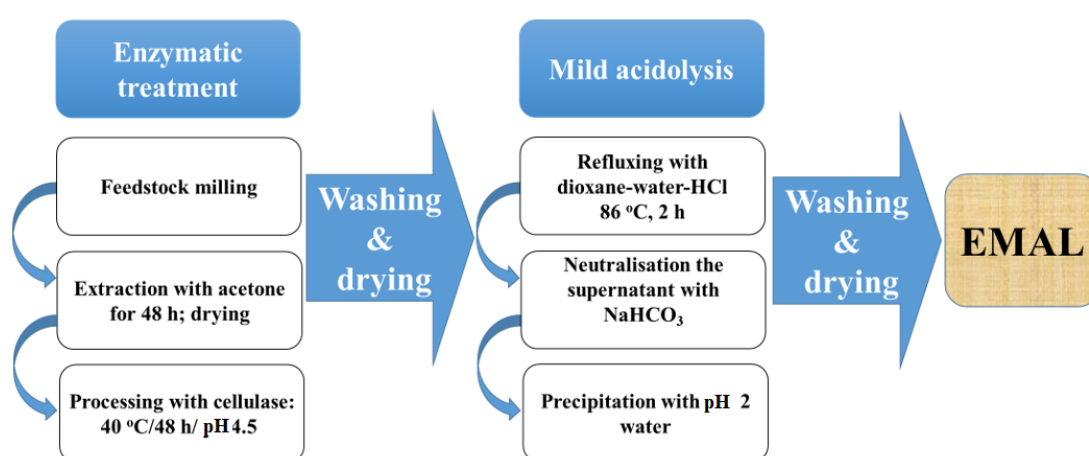 Enzymatic
treatment
Feedstock milling
Extraction with acetone
for 48 h; drying
Processing with cellulase:
40 °C/48 h/ pH 4.5
Washing
&
drying
Mild acidolysis
Refluxing with
dioxane-water-HCl
86 °C, 2 h
Neutralisation the
supernatant with
NaHCO₃
Precipitation with pH 2
water
Washing
&
drying
EMAL